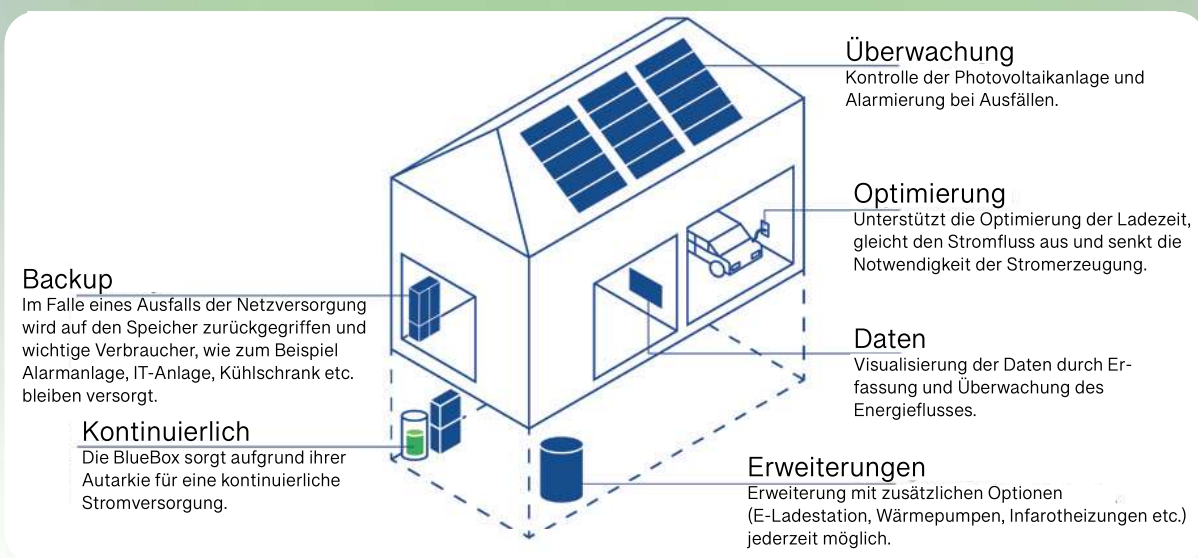 Überwachung
Kontrolle der Photovoltaikanlage und
Alarmierung bei Ausfällen.
Optimierung
Unterstützt die Optimierung der Ladezeit,
gleicht den Stromfluss aus und senkt die
Notwendigkeit der Stromerzeugung.
Backup
Im Falle eines Ausfalls der Netzversorgung
wird auf den Speicher zurückgegriffen und
wichtige Verbraucher, wie zum Beispiel
Alarmanlage, IT-Anlage, Kühlschrank etc.
bleiben versorgt.
Daten
Visualisierung der Daten durch Er-
fassung und Überwachung des
Energieflusses.
Kontinuierlich
Die BlueBox sorgt aufgrund ihrer
Autarkie für eine kontinuierliche
Stromversorgung.
Erweiterungen
Erweiterung mit zusätzlichen Optionen
(E-Ladestation, Wärmepumpen, Infarotheizungen etc.)
jederzeit möglich.